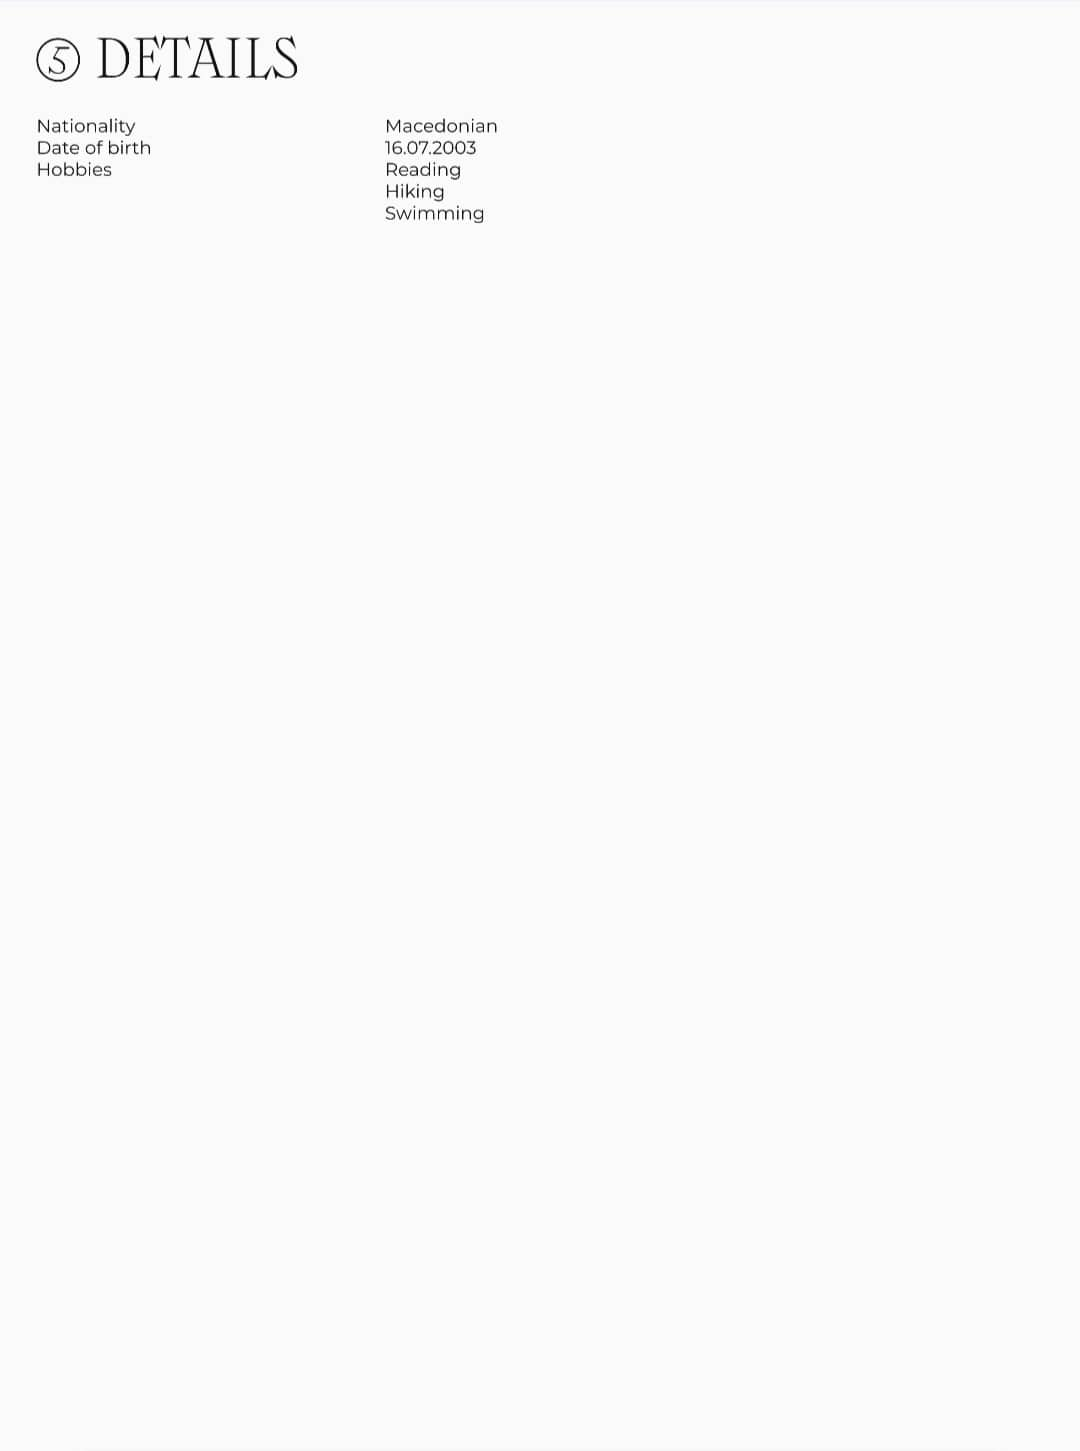 ⑤ DETAILS
Nationality Macedonian
Date of birth 16.07.2003
Hobbies Reading
Hiking
Swimming